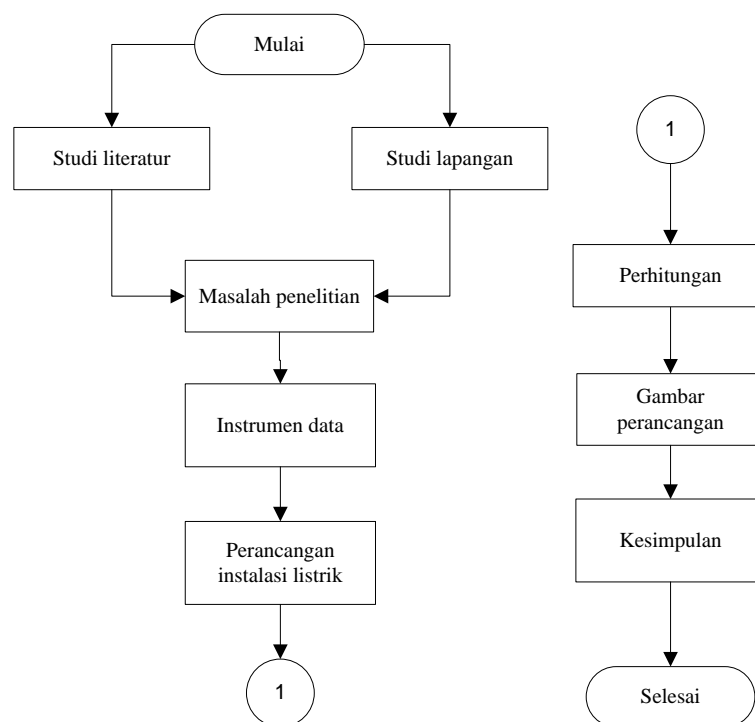 Mulai
Studi literatur
Studi lapangan
Masalah penelitian
Instrumen data
Perancangan
instalasi listrik
1
1
Perhitungan
Gambar
perancangan
Kesimpulan
Selesai